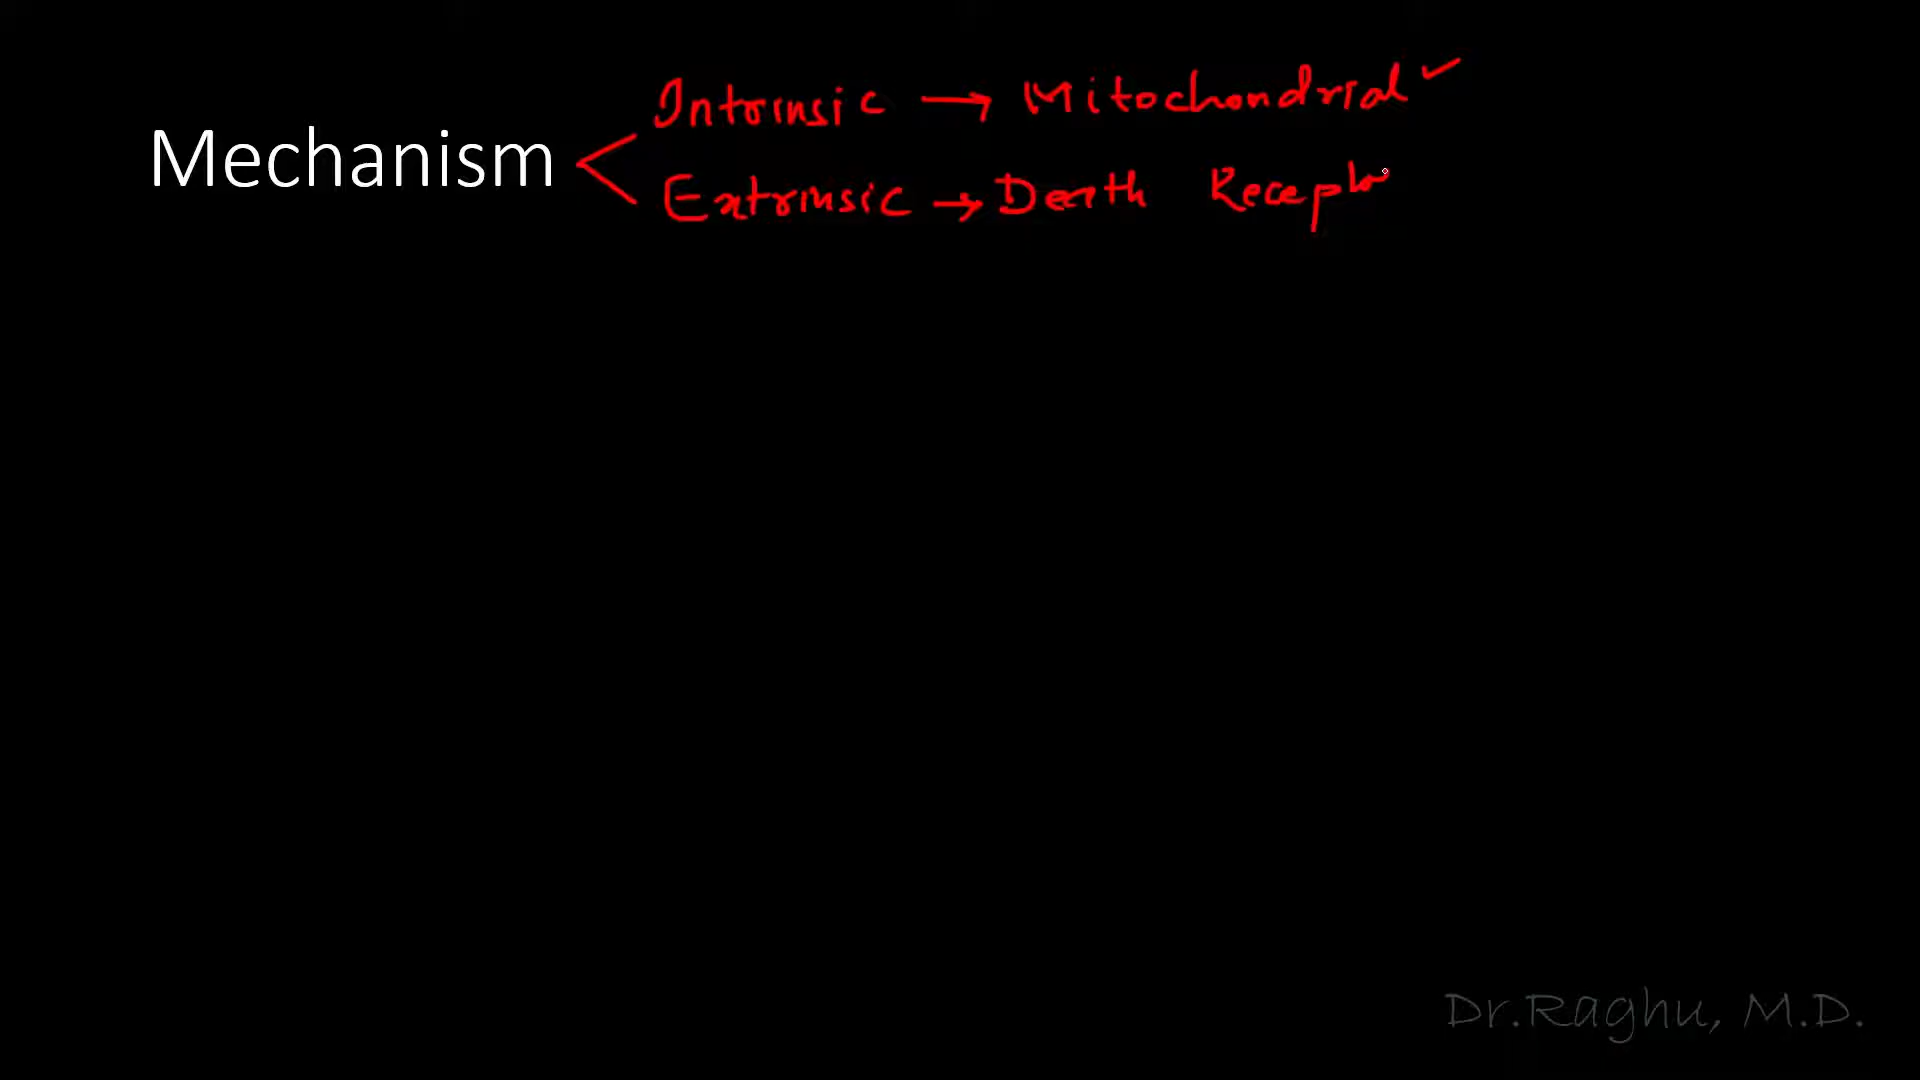 Intrinsic → Mitochondrial ✓
Mechanism
Extrinsic → Death Recepto
Dr.Raghu, M.D.